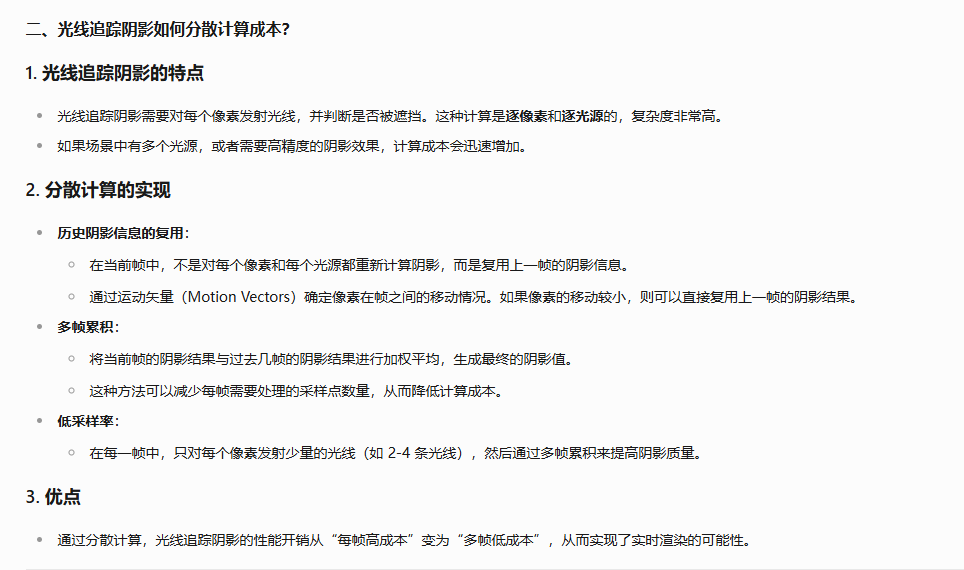 二、光线追踪阴影如何分散计算成本？
1. 光线追踪阴影的特点
光线追踪阴影需要对每个像素发射光线，并判断是否被遮挡。这种计算是逐像素和逐光源的，复杂度非常高。
如果场景中有多个光源，或者需要高精度的阴影效果，计算成本会迅速增加。
2. 分散计算的实现
历史阴影信息的复用：
在当前帧中，不是对每个像素和每个光源都重新计算阴影，而是复用上一帧的阴影信息。
通过运动矢量（Motion Vectors）确定像素在帧之间的移动情况。如果像素的移动较小，则可以直接复用上一帧的阴影结果。
多帧累积：
将当前帧的阴影结果与过去几帧的阴影结果进行加权平均，生成最终的阴影值。
这种方法可以减少每帧需要处理的采样点数量，从而降低计算成本。
低采样率：
在每一帧中，只对每个像素发射少量的光线（如 2-4 条光线），然后通过多帧累积来提高阴影质量。
3. 优点
通过分散计算，光线追踪阴影的性能开销从“每帧高成本”变为“多帧低成本”，从而实现了实时渲染的可能性。